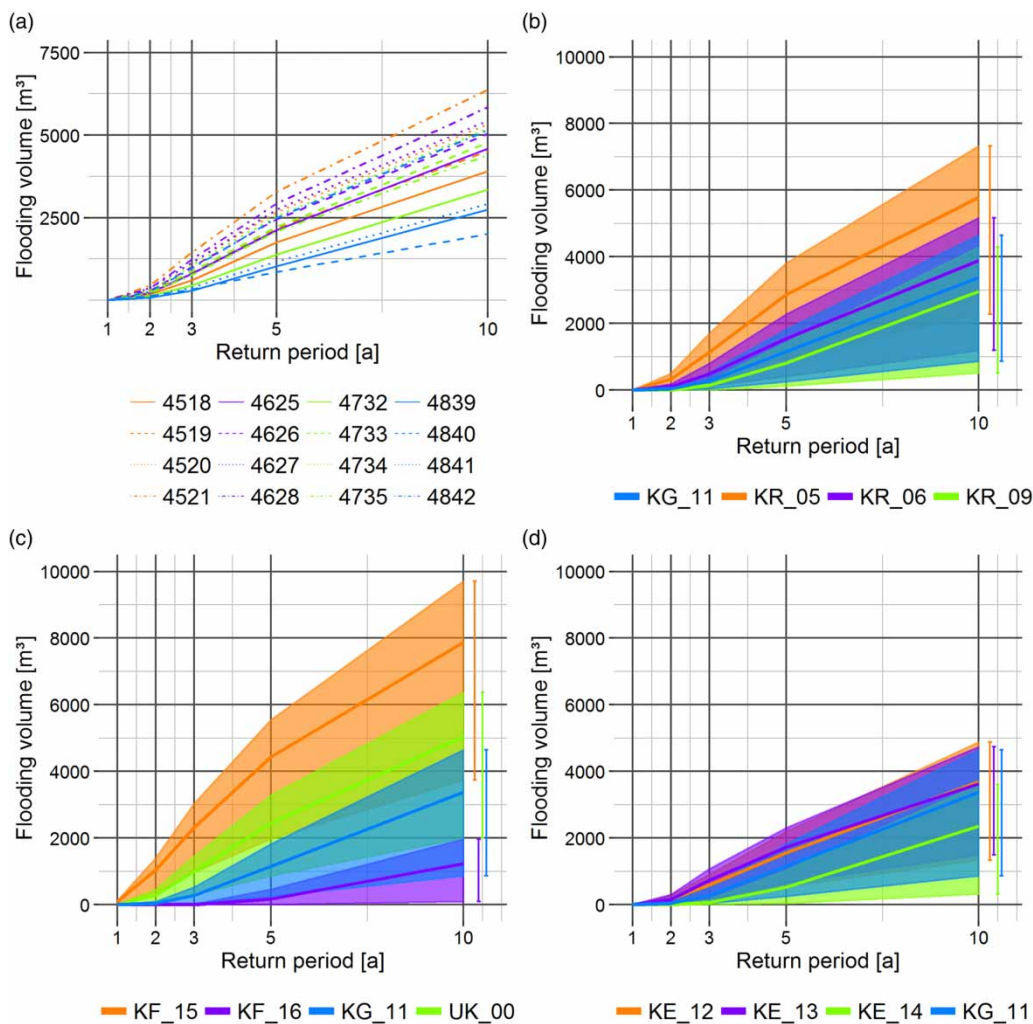 (a)
Flooding volume [m³]
7500
5000
2500
1 2 3 5 10
Return period [a]
4518 4625 4732 4839
4519 4626 4733 4840
4520 4627 4734 4841
4521 4628 4735 4842
(b)
Flooding volume [m³]
10000
8000
6000
4000
2000
0
1 2 3 5 10
Return period [a]
KG_11 KR_05 KR_06 KR_09
(c)
Flooding volume [m³]
10000
8000
6000
4000
2000
0
1 2 3 5 10
Return period [a]
KF_15 KF_16 KG_11 UK_00
(d)
Flooding volume [m³]
10000
8000
6000
4000
2000
0
1 2 3 5 10
Return period [a]
KE_12 KE_13 KE_14 KG_11